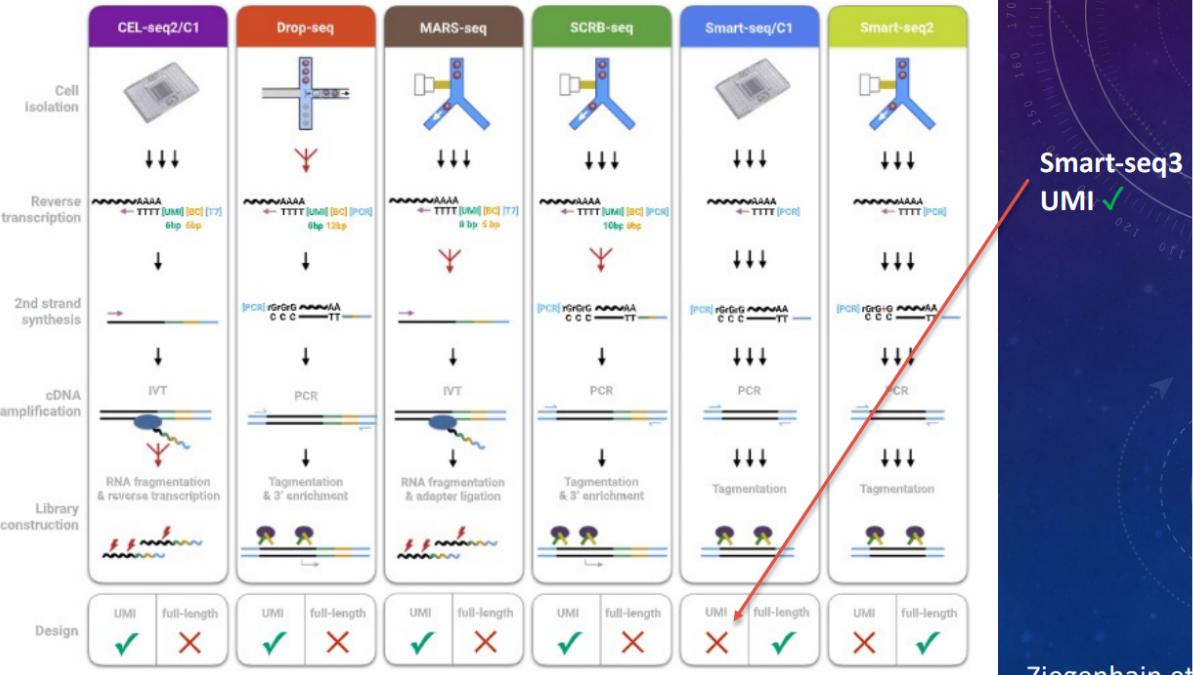 CEL-seq2/C1
Drop-seq
MARS-seq
SCRB-seq
Smart-seq/C1
Smart-seq2
Cell
isolation
Reverse
transcription
AAAA
TTTT [UMI] [BC] [T7]
6bp 6bp
AAAA
TTTT [UMI] [BC] [PCR]
8bp 12bp
AAAA
TTTT [UMI] [BC] [T7]
8 bp 6 bp
AAAA
TTTT [UMI] [BC] [PCR]
10bp 6bp
AAAA
TTTT [PCR]
AAAA
TTTT [PCR]
2nd strand
synthesis
[PCR] rGrGrG AA
C C C TT
[PCR] rGrGrG AA
C C C TT
[PCR] rGrGrG AA
C C C TT
[PCR] AA
C C C TT
cDNA
amplification
IVT
PCR
IVT
PCR
PCR
PCR
Library
construction
RNA fragmentation
& reverse transcription
Tagmentation
& 3' enrichment
RNA fragmentation
& adapter ligation
Tagmentation
& 3' enrichment
Tagmentation
Tagmentation
Design
UMI full-length
UMI full-length
UMI full-length
UMI full-length
UMI full-length
UMI full-length
Smart-seq3
UMI ✓
170
160
150
120